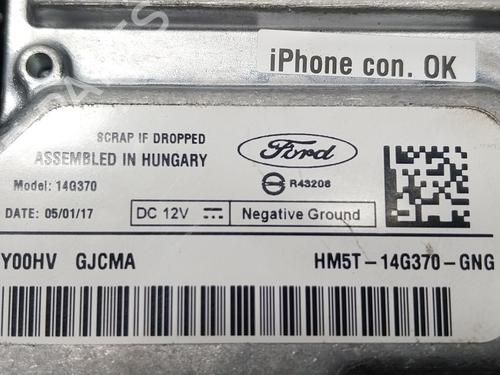 iPhone con. OK
SCRAP IF DROPPED
ASSEMBLED IN HUNGARY
Ford
Model: 14G370
R43208
DATE: 05/01/17
DC 12V
Negative Ground
Y00HV GJCMA
HM5T-14G370-GNG